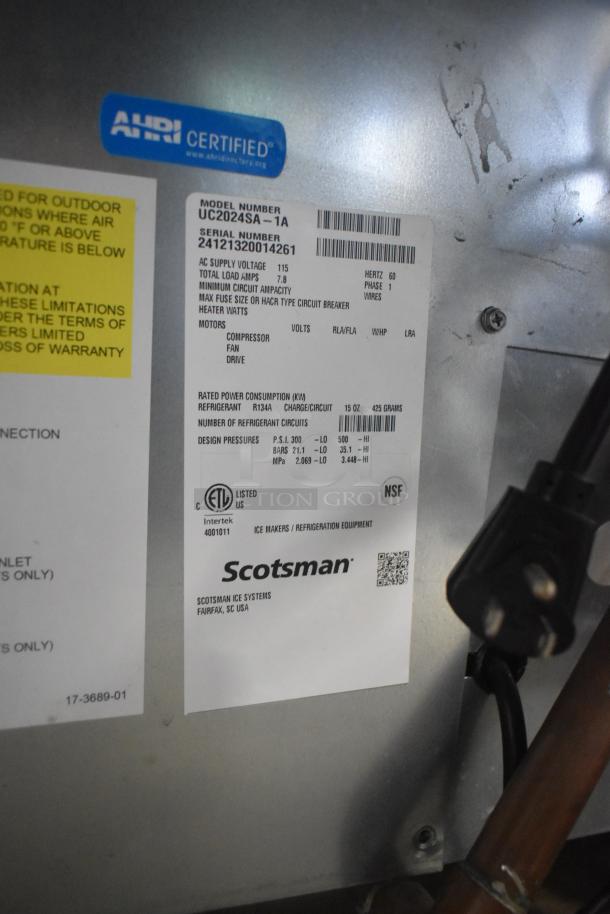 AHRI CERTIFIED®
www.ahridirectory.org
ED FOR OUTDOOR
IONS WHERE AIR
0 °F OR ABOVE
RATURE IS BELOW
ATION AT
THESE LIMITATIONS
DER THE TERMS OF
ERS LIMITED
OSS OF WARRANTY
NECTION
NLET
TS ONLY)
TS ONLY)
17-3689-01
MODEL NUMBER
UC2024SA-1A
SERIAL NUMBER
24121320014261
AC SUPPLY VOLTAGE 115 HERTZ 60
TOTAL LOAD AMPS 7.8 PHASE 1
MINIMUM CIRCUIT AMPACITY WIRES
MAX FUSE SIZE OR HACR TYPE CIRCUIT BREAKER
HEATER WATTS
MOTORS VOLTS RLA/FLA W/HP LRA
COMPRESSOR
FAN
DRIVE
RATED POWER CONSUMPTION (KW)
REFRIGERANT R134A CHARGE/CIRCUIT 15 OZ 425 GRAMS
NUMBER OF REFRIGERANT CIRCUITS
DESIGN PRESSURES P.S.I. 300 -LO 500 -HI
BARS 21.1 -LO 35.1 -HI
MPa 2.069-LO 3.448-HI
C ETL LISTED US
NSF
Intertek
4001011
ICE MAKERS / REFRIGERATION EQUIPMENT
Scotsman®
SCOTSMAN ICE SYSTEMS
FAIRFAX, SC USA